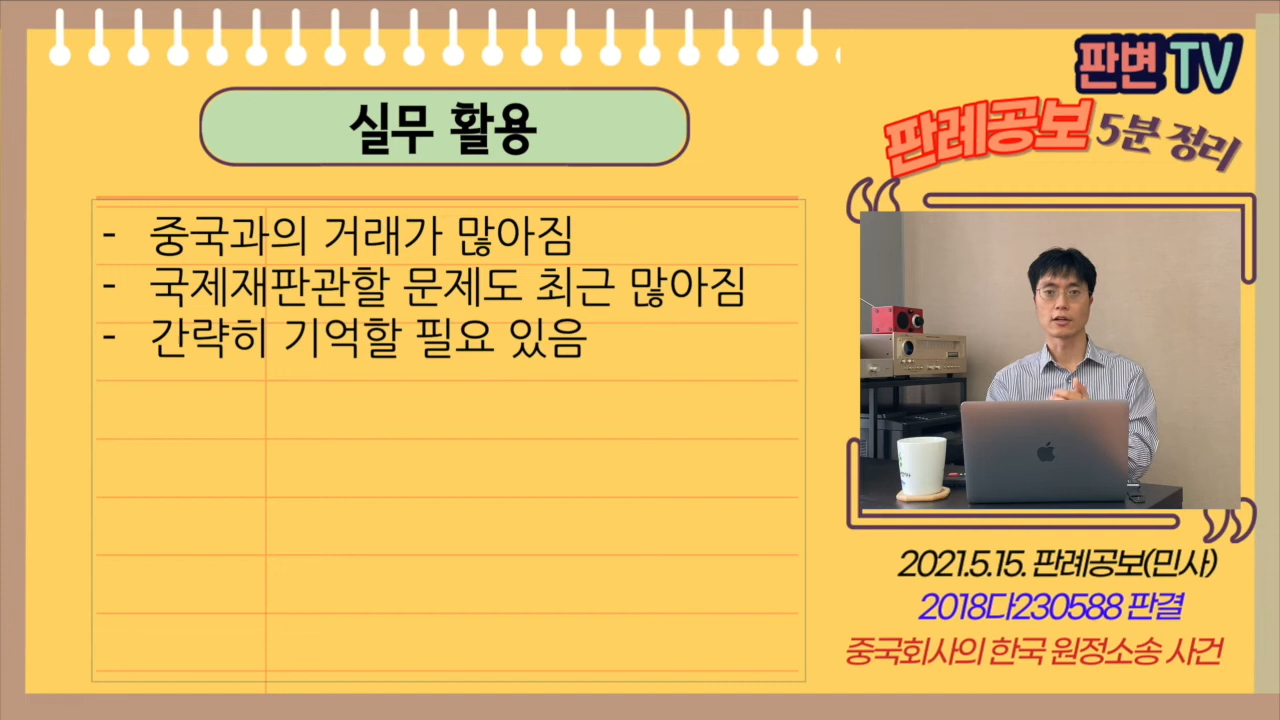 실무 활용
- 중국과의 거래가 많아짐
- 국제재판관할 문제도 최근 많아짐
- 간략히 기억할 필요 있음
판변 TV
판례공보 5분 정리
2021.5.15. 판례공보(민사)
2018다230588 판결
중국회사의 한국 원정소송 사건